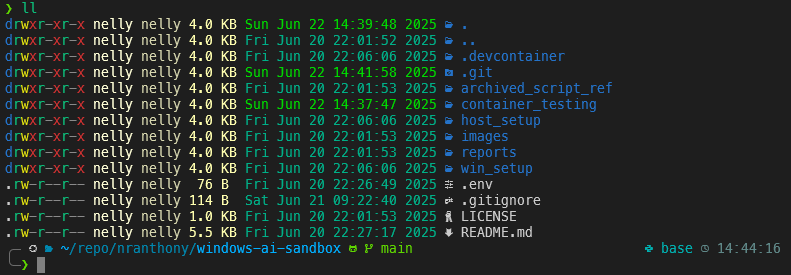 ❯ ll
drwxr-xr-x nelly nelly 4.0 KB Sun Jun 22 14:39:48 2025 .
drwxr-xr-x nelly nelly 4.0 KB Fri Jun 20 22:01:52 2025 ..
drwxr-xr-x nelly nelly 4.0 KB Fri Jun 20 22:06:06 2025 .devcontainer
drwxr-xr-x nelly nelly 4.0 KB Sun Jun 22 14:41:58 2025 .git
drwxr-xr-x nelly nelly 4.0 KB Fri Jun 20 22:01:53 2025 archived_script_ref
drwxr-xr-x nelly nelly 4.0 KB Sun Jun 22 14:37:47 2025 container_testing
drwxr-xr-x nelly nelly 4.0 KB Fri Jun 20 22:06:06 2025 host_setup
drwxr-xr-x nelly nelly 4.0 KB Fri Jun 20 22:01:53 2025 images
drwxr-xr-x nelly nelly 4.0 KB Fri Jun 20 22:01:53 2025 reports
drwxr-xr-x nelly nelly 4.0 KB Fri Jun 20 22:06:06 2025 win_setup
.rw-r--r-- nelly nelly 76 B Fri Jun 20 22:26:49 2025 .env
.rw-r--r-- nelly nelly 114 B Sat Jun 21 09:22:40 2025 .gitignore
.rw-r--r-- nelly nelly 1.0 KB Fri Jun 20 22:01:53 2025 LICENSE
.rw-r--r-- nelly nelly 5.5 KB Fri Jun 20 22:27:17 2025 README.md
~/repo/nranthony/windows-ai-sandbox main base 14:44:16
❯